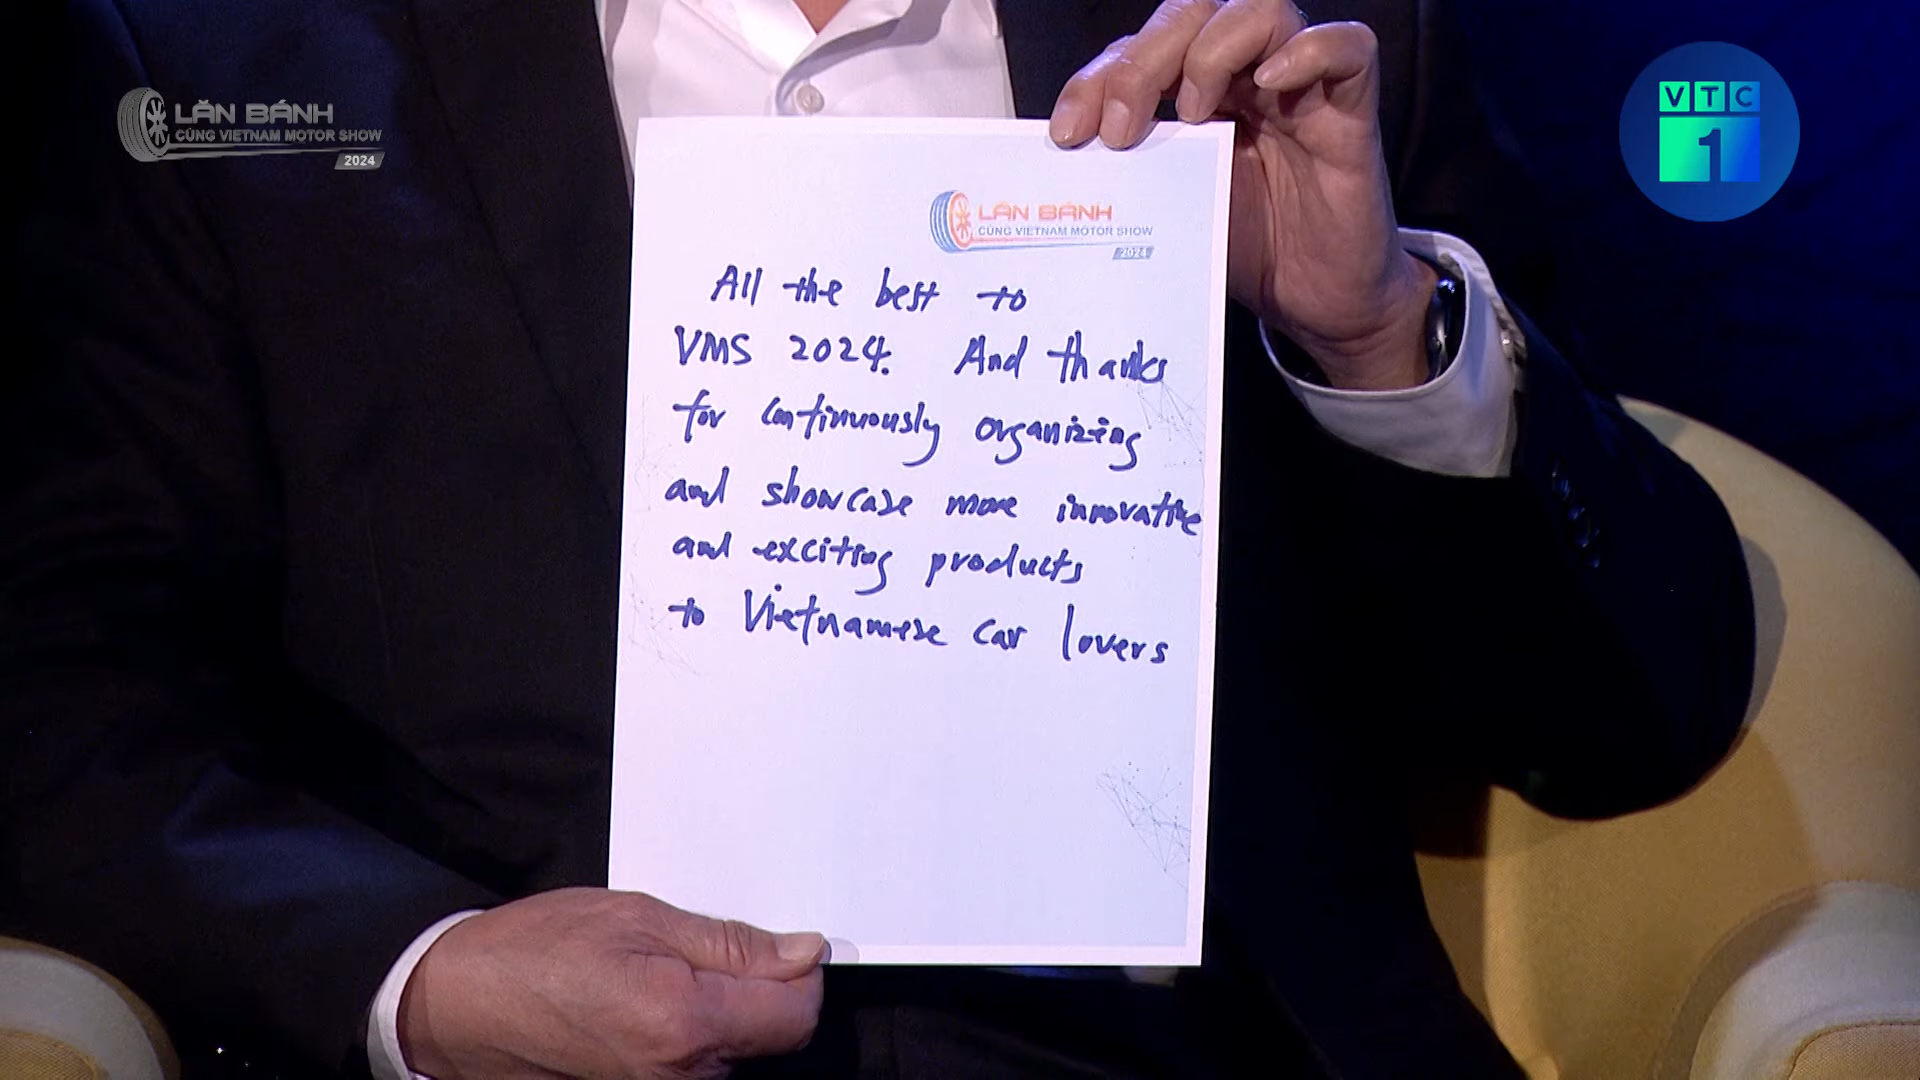 LĂN BÁNH
CÙNG VIETNAM MOTOR SHOW
2024
VTC
1
LĂN BÁNH
CÙNG VIETNAM MOTOR SHOW
2024
All the best to
VMS 2024. And thanks
for continuously organizing
and showcase more innovative
and exciting products
to Vietnamese car lovers